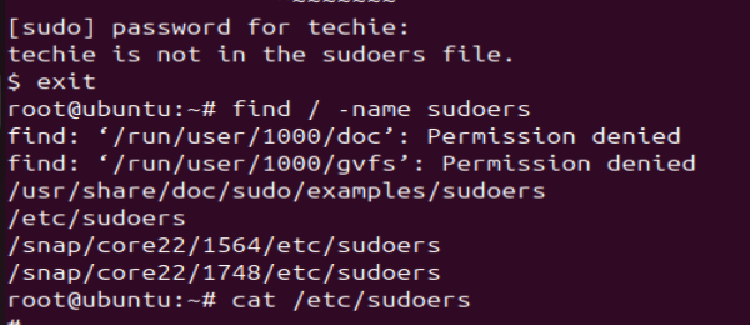 [sudo] password for techie:
techie is not in the sudoers file.
$ exit
root@ubuntu:~# find / -name sudoers
find: ‘/run/user/1000/doc’: Permission denied
find: ‘/run/user/1000/gvfs’: Permission denied
/usr/share/doc/sudo/examples/sudoers
/etc/sudoers
/snap/core22/1564/etc/sudoers
/snap/core22/1748/etc/sudoers
root@ubuntu:~# cat /etc/sudoers
#